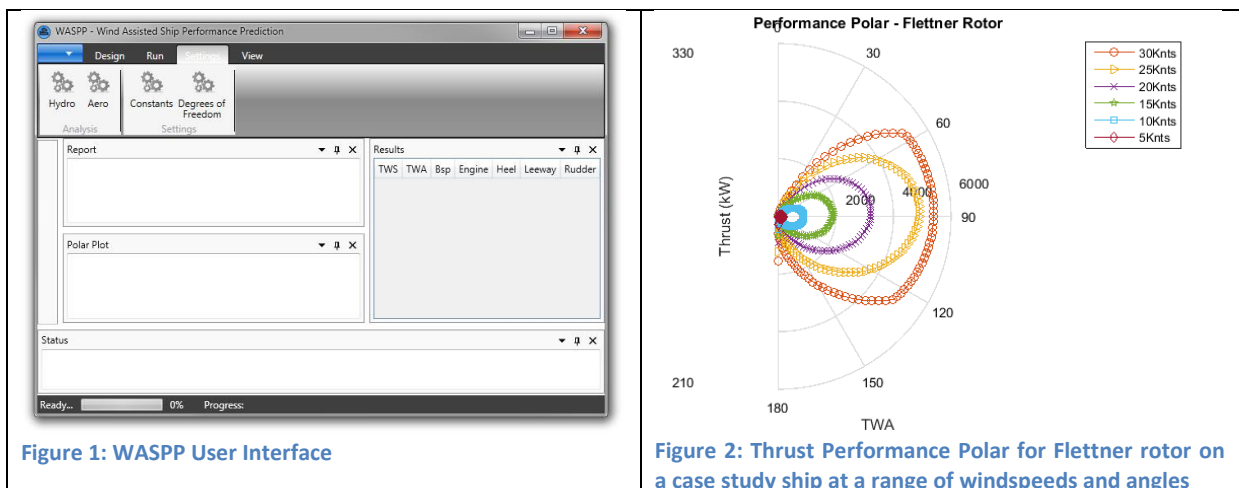 WASPP - Wind Assisted Ship Performance Prediction
Design Run Settings View
Hydro Aero Constants Degrees of
Freedom
Analysis Settings
Report
Results
TWS TWA Bsp Engine Heel Leeway Rudder
Polar Plot
Status
Ready... 0% Progress:
Figure 1: WASPP User Interface
Performance Polar - Flettner Rotor
0
330
30
30Knts
25Knts
20Knts
15Knts
10Knts
5Knts
60
2000 4000 6000
90
Thrust (kW)
120
210
150
180
TWA
Figure 2: Thrust Performance Polar for Flettner rotor on
a case study ship at a range of windspeeds and angles